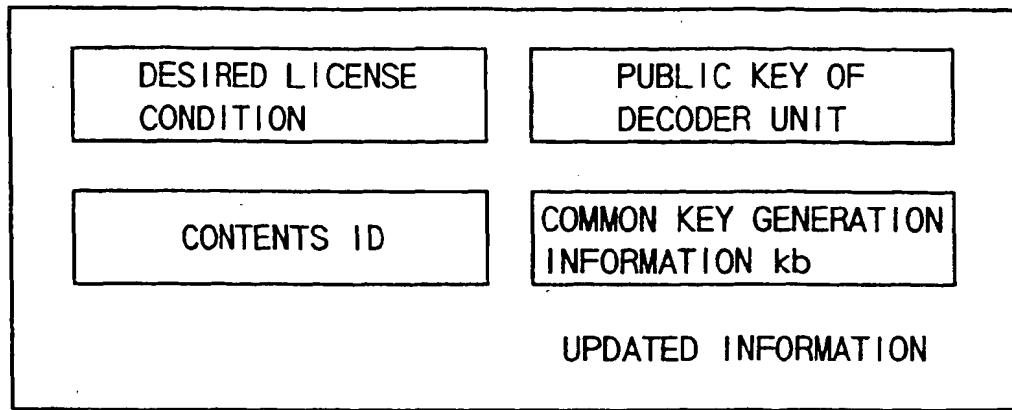 DESIRED LICENSE
CONDITION
PUBLIC KEY OF
DECODER UNIT
CONTENTS ID
COMMON KEY GENERATION
INFORMATION kb
UPDATED INFORMATION